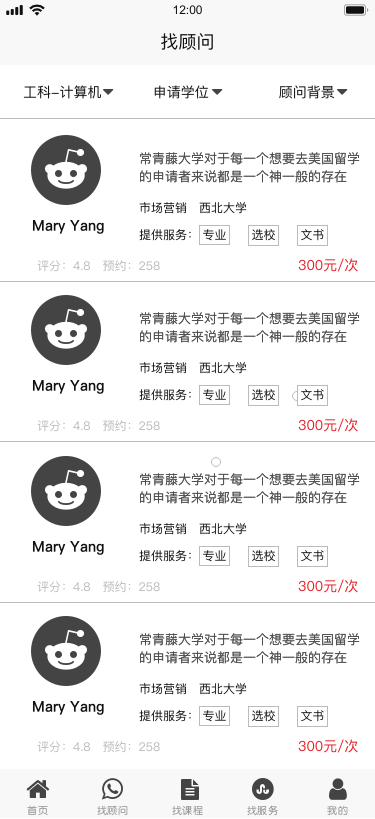 12:00
找顾问
工科-计算机 申请学位 顾问背景
常青藤大学对于每一个想要去美国留学
的申请者来说都是一个神一般的存在
Mary Yang
市场营销 西北大学
提供服务： 专业 选校 文书
评分：4.8 预约：258 300元/次
常青藤大学对于每一个想要去美国留学
的申请者来说都是一个神一般的存在
Mary Yang
市场营销 西北大学
提供服务： 专业 选校 文书
评分：4.8 预约：258 300元/次
常青藤大学对于每一个想要去美国留学
的申请者来说都是一个神一般的存在
Mary Yang
市场营销 西北大学
提供服务： 专业 选校 文书
评分：4.8 预约：258 300元/次
常青藤大学对于每一个想要去美国留学
的申请者来说都是一个神一般的存在
Mary Yang
市场营销 西北大学
提供服务： 专业 选校 文书
评分：4.8 预约：258 300元/次
首页 找顾问 找课程 找服务 我的